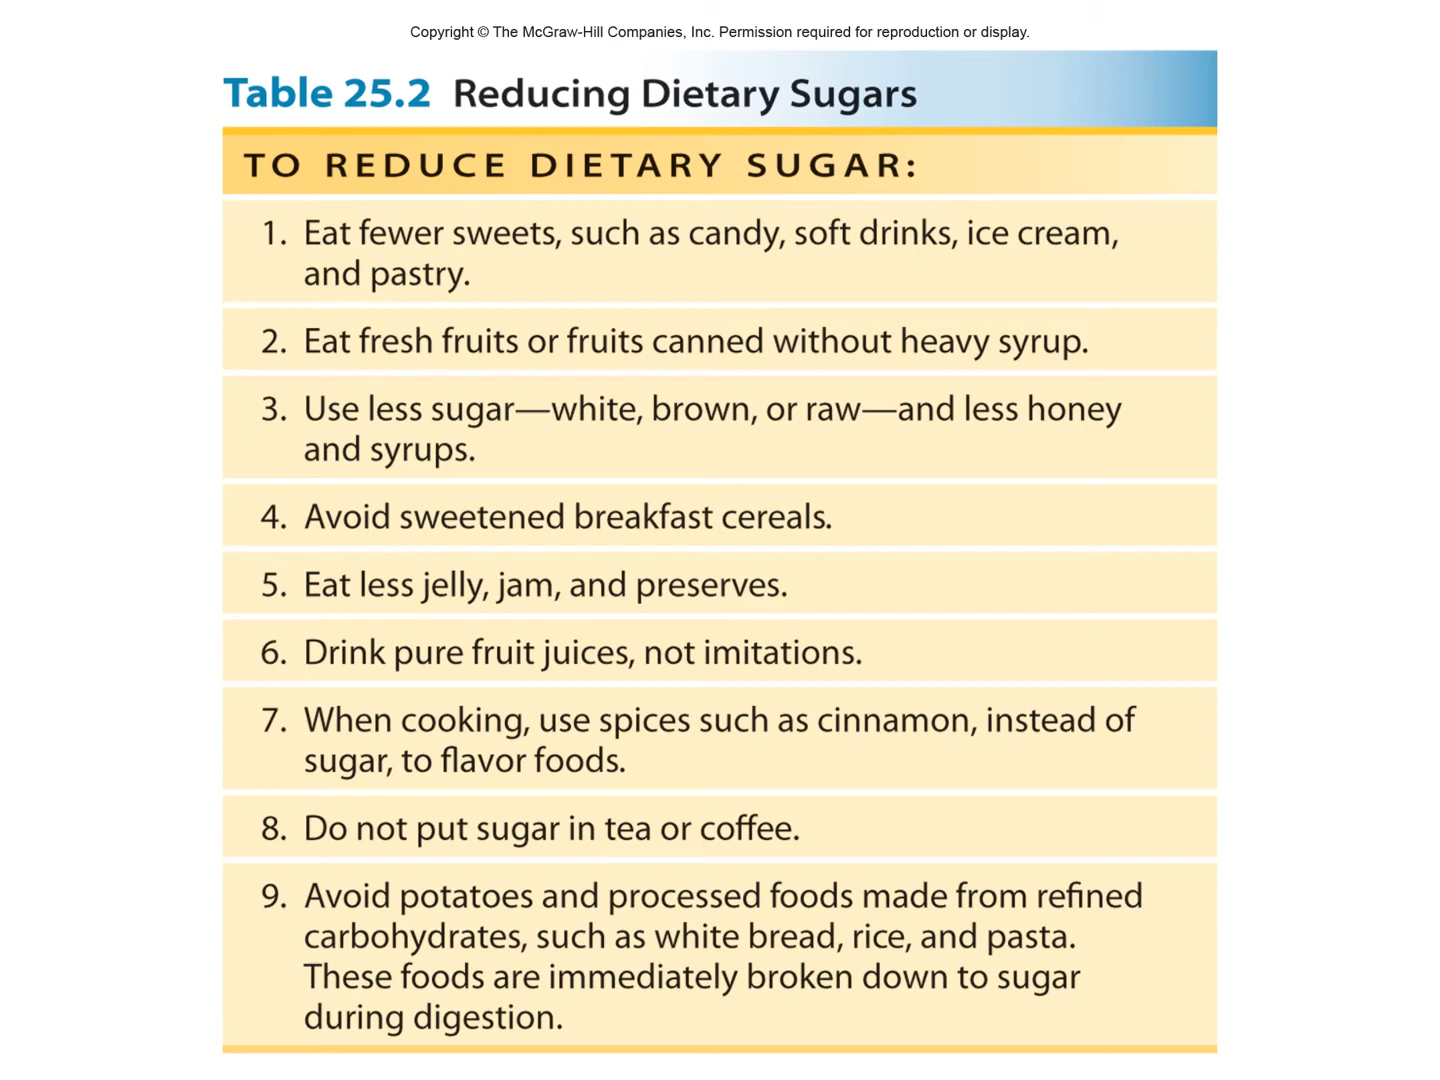 Copyright © The McGraw-Hill Companies, Inc. Permission required for reproduction or display.
Table 25.2 Reducing Dietary Sugars
TO REDUCE DIETARY SUGAR:
1. Eat fewer sweets, such as candy, soft drinks, ice cream,
and pastry.
2. Eat fresh fruits or fruits canned without heavy syrup.
3. Use less sugar—white, brown, or raw—and less honey
and syrups.
4. Avoid sweetened breakfast cereals.
5. Eat less jelly, jam, and preserves.
6. Drink pure fruit juices, not imitations.
7. When cooking, use spices such as cinnamon, instead of
sugar, to flavor foods.
8. Do not put sugar in tea or coffee.
9. Avoid potatoes and processed foods made from refined
carbohydrates, such as white bread, rice, and pasta.
These foods are immediately broken down to sugar
during digestion.